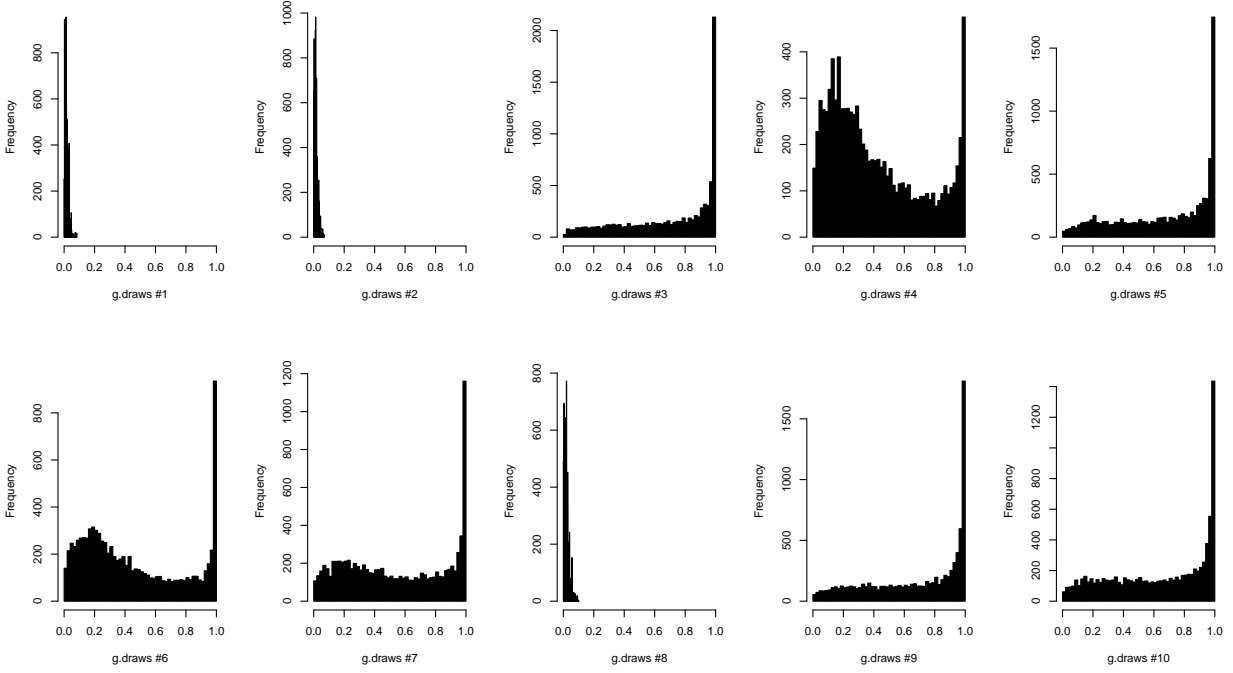 Frequency
0 200 400 600 800
0.0 0.2 0.4 0.6 0.8 1.0
g.draws #1
Frequency
0 200 400 600 800 1000
0.0 0.2 0.4 0.6 0.8 1.0
g.draws #2
Frequency
0 500 1000 1500 2000
0.0 0.2 0.4 0.6 0.8 1.0
g.draws #3
Frequency
0 100 200 300 400
0.0 0.2 0.4 0.6 0.8 1.0
g.draws #4
Frequency
0 500 1000 1500
0.0 0.2 0.4 0.6 0.8 1.0
g.draws #5
Frequency
0 200 400 600 800
0.0 0.2 0.4 0.6 0.8 1.0
g.draws #6
Frequency
0 200 400 600 800 1000 1200
0.0 0.2 0.4 0.6 0.8 1.0
g.draws #7
Frequency
0 200 400 600 800
0.0 0.2 0.4 0.6 0.8 1.0
g.draws #8
Frequency
0 500 1000 1500
0.0 0.2 0.4 0.6 0.8 1.0
g.draws #9
Frequency
0 200 400 600 800 1200
0.0 0.2 0.4 0.6 0.8 1.0
g.draws #10